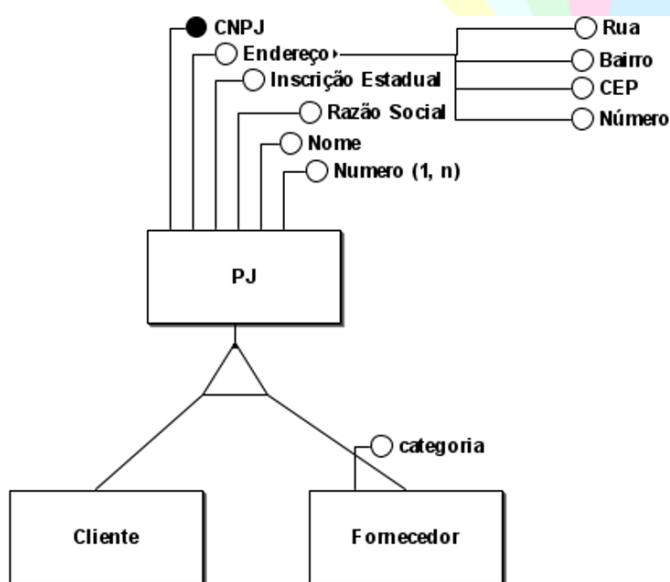 CNPJ
Endereço
Inscrição Estadual
Razão Social
Nome
Numero (1, n)
Rua
Bairro
CEP
Número
PJ
categoria
Cliente
Fornecedor